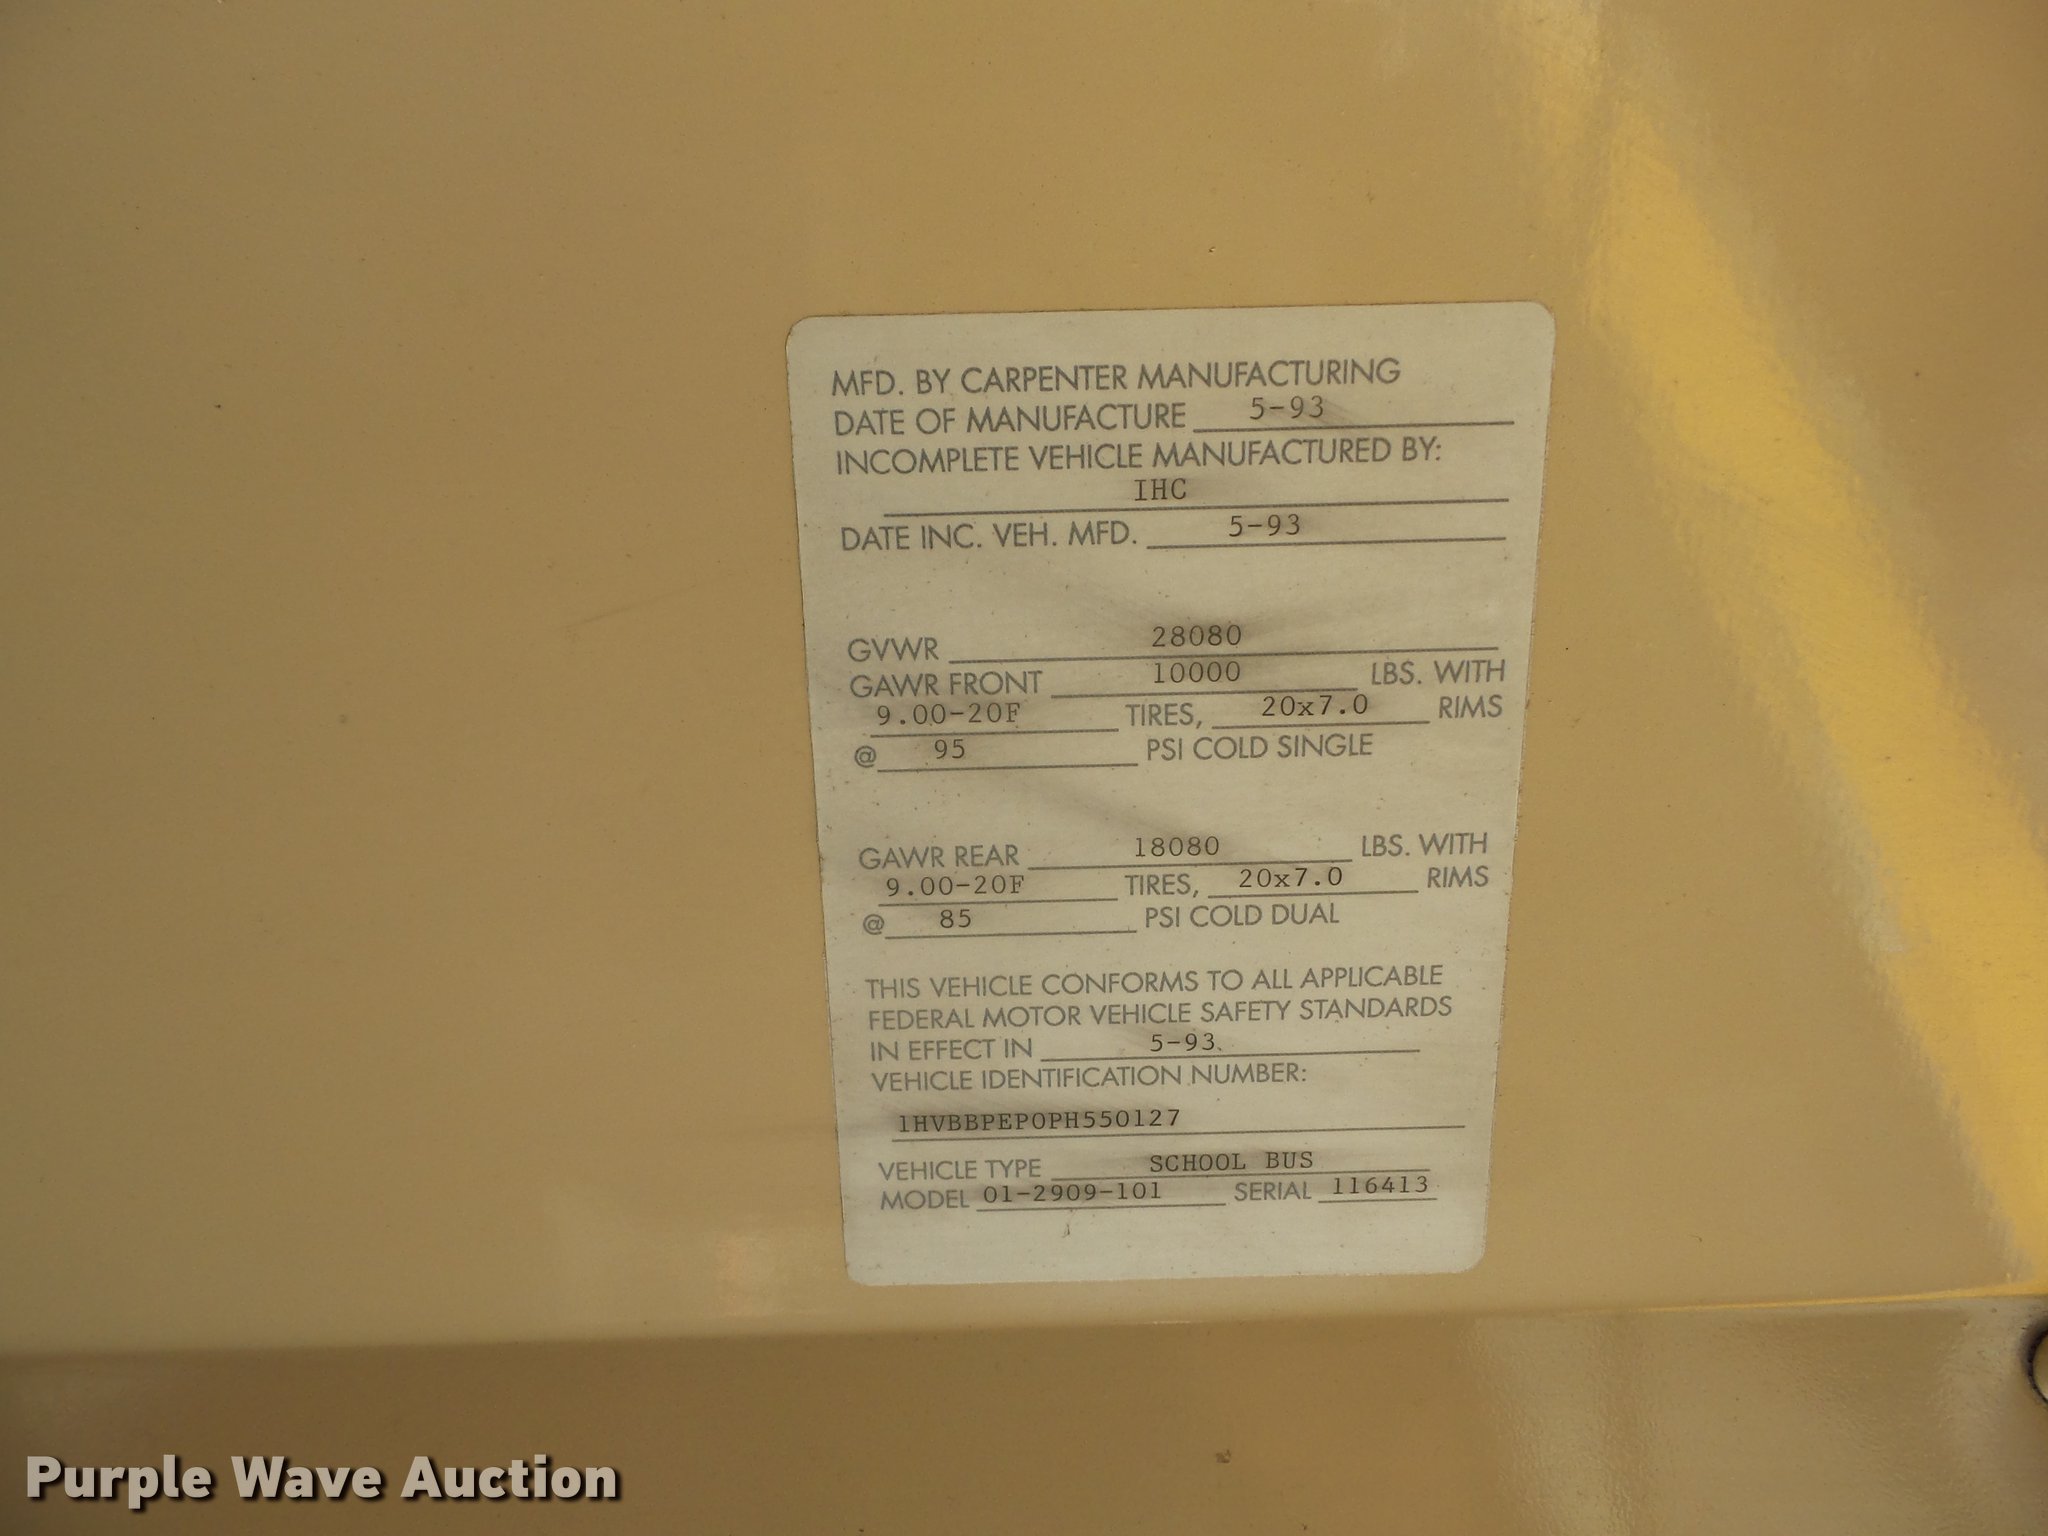 MFD. BY CARPENTER MANUFACTURING
DATE OF MANUFACTURE 5-93
INCOMPLETE VEHICLE MANUFACTURED BY:
IHC
DATE INC. VEH. MFD. 5-93
GVWR 28080
GAWR FRONT 10000 LBS. WITH
9.00-20F TIRES, 20x7.0 RIMS
@ 95 PSI COLD SINGLE
GAWR REAR 18080 LBS. WITH
9.00-20F TIRES, 20x7.0 RIMS
@ 85 PSI COLD DUAL
THIS VEHICLE CONFORMS TO ALL APPLICABLE
FEDERAL MOTOR VEHICLE SAFETY STANDARDS
IN EFFECT IN 5-93
VEHICLE IDENTIFICATION NUMBER:
1HVBBPEP0PH550127
VEHICLE TYPE SCHOOL BUS
MODEL 01-2909-101 SERIAL 116413
Purple Wave Auction